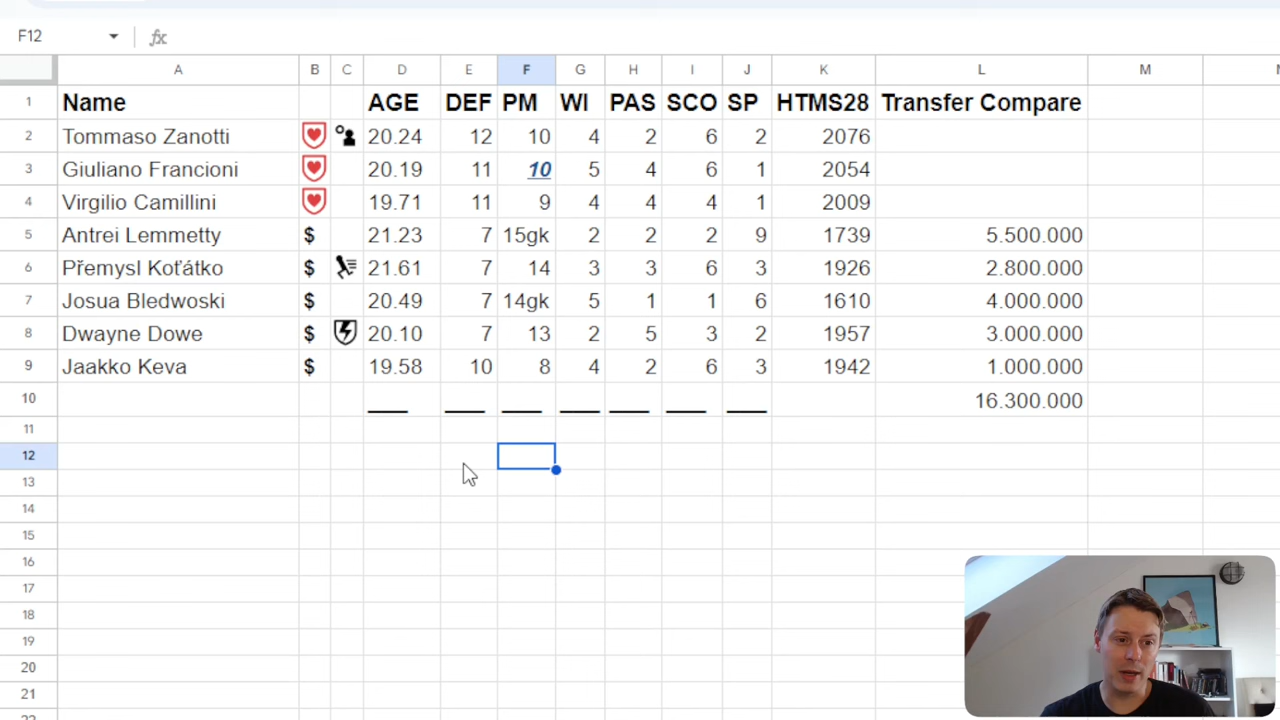 F12 fx
A B C D E F G H I J K L M
1 Name AGE DEF PM WI PAS SCO SP HTMS28 Transfer Compare
2 Tommaso Zanotti 20.24 12 10 4 2 6 2 2076
3 Giuliano Francioni 20.19 11 10 5 4 6 1 2054
4 Virgilio Camillini 19.71 11 9 4 4 4 1 2009
5 Antrei Lemmetty $ 21.23 7 15gk 2 2 2 9 1739 5.500.000
6 Přemysl Koťátko $ 21.61 7 14 3 3 6 3 1926 2.800.000
7 Josua Bledwoski $ 20.49 7 14gk 5 1 1 6 1610 4.000.000
8 Dwayne Dowe $ 20.10 7 13 2 5 3 2 1957 3.000.000
9 Jaakko Keva $ 19.58 10 8 4 2 6 3 1942 1.000.000
10 16.300.000
11
12
13
14
15
16
17
18
19
20
21